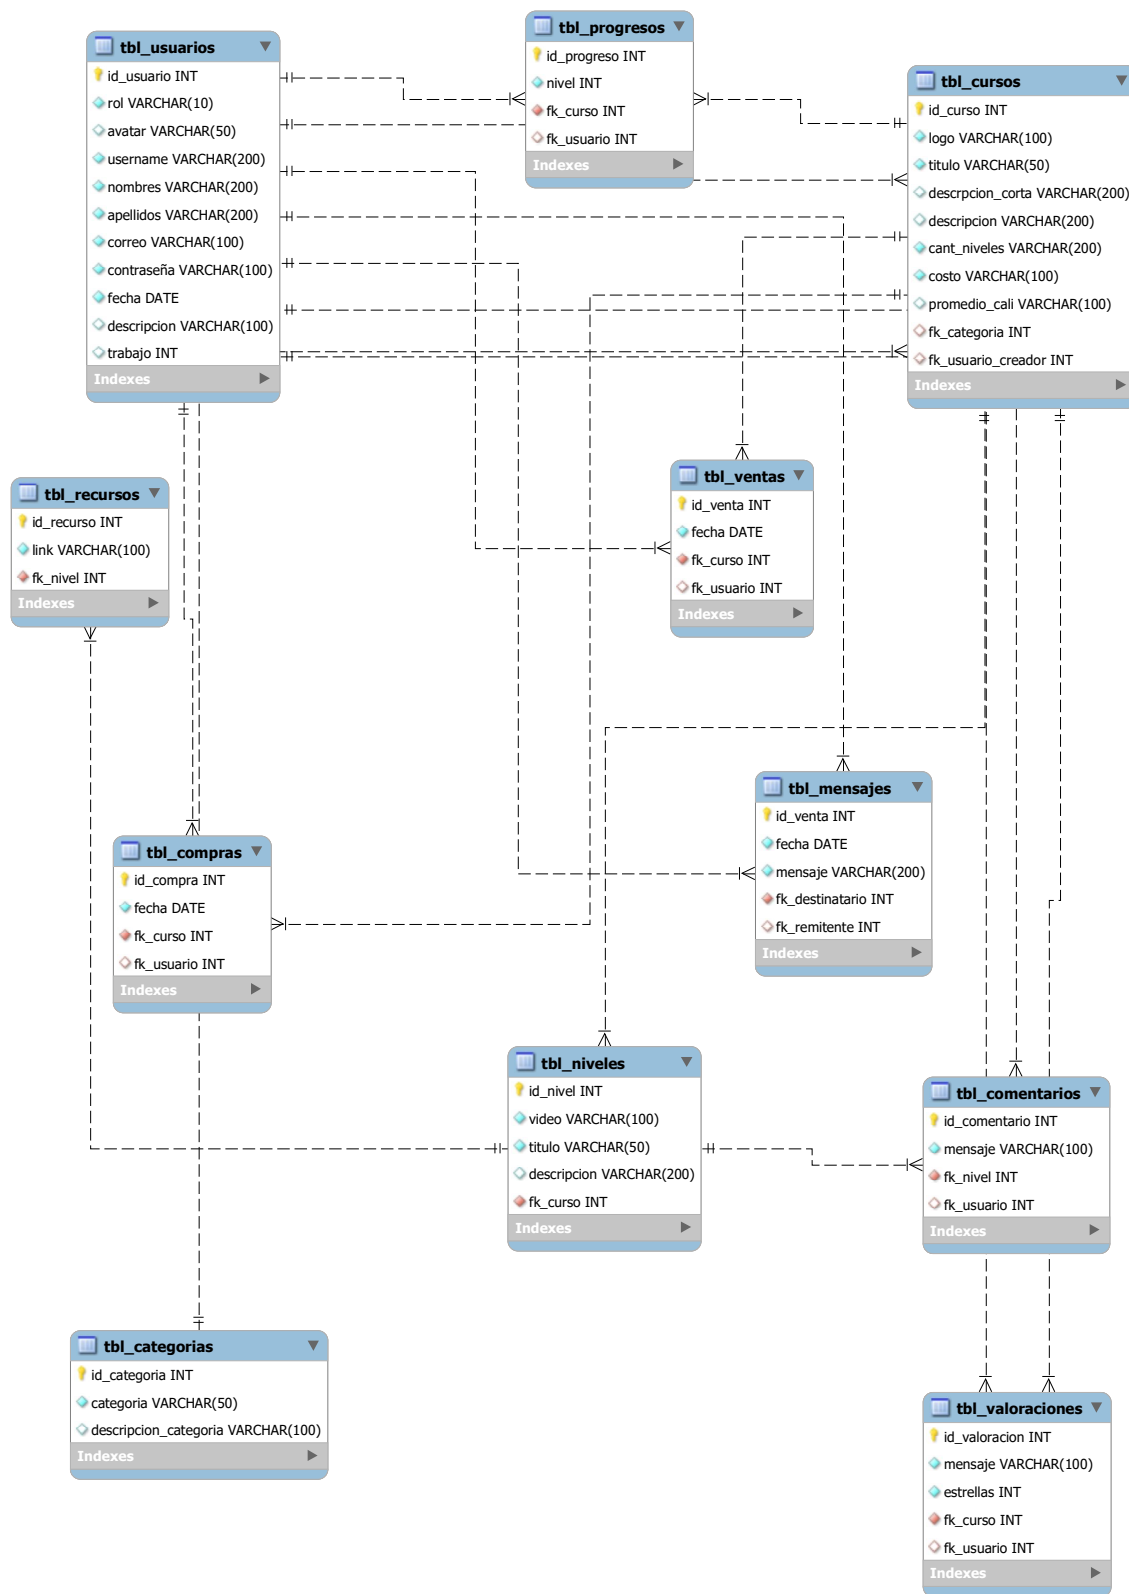 tbl_usuarios
id_usuario INT
rol VARCHAR(10)
avatar VARCHAR(50)
username VARCHAR(200)
nombres VARCHAR(200)
apellidos VARCHAR(200)
correo VARCHAR(100)
contraseña VARCHAR(100)
fecha DATE
descripcion VARCHAR(100)
trabajo INT
Indexes
tbl_progresos
id_progreso INT
nivel INT
fk_curso INT
fk_usuario INT
Indexes
tbl_cursos
id_curso INT
logo VARCHAR(100)
titulo VARCHAR(50)
descrpcion_corta VARCHAR(200)
descripcion VARCHAR(200)
cant_niveles VARCHAR(200)
costo VARCHAR(100)
promedio_cali VARCHAR(100)
fk_categoria INT
fk_usuario_creador INT
Indexes
tbl_recursos
id_recurso INT
link VARCHAR(100)
fk_nivel INT
Indexes
tbl_ventas
id_venta INT
fecha DATE
fk_curso INT
fk_usuario INT
Indexes
tbl_mensajes
id_venta INT
fecha DATE
mensaje VARCHAR(200)
fk_destinatario INT
fk_remitente INT
Indexes
tbl_compras
id_compra INT
fecha DATE
fk_curso INT
fk_usuario INT
Indexes
tbl_niveles
id_nivel INT
video VARCHAR(100)
titulo VARCHAR(50)
descripcion VARCHAR(200)
fk_curso INT
Indexes
tbl_comentarios
id_comentario INT
mensaje VARCHAR(100)
fk_nivel INT
fk_usuario INT
Indexes
tbl_categorias
id_categoria INT
categoria VARCHAR(50)
descripcion_categoria VARCHAR(100)
Indexes
tbl_valoraciones
id_valoracion INT
mensaje VARCHAR(100)
estrellas INT
fk_curso INT
fk_usuario INT
Indexes